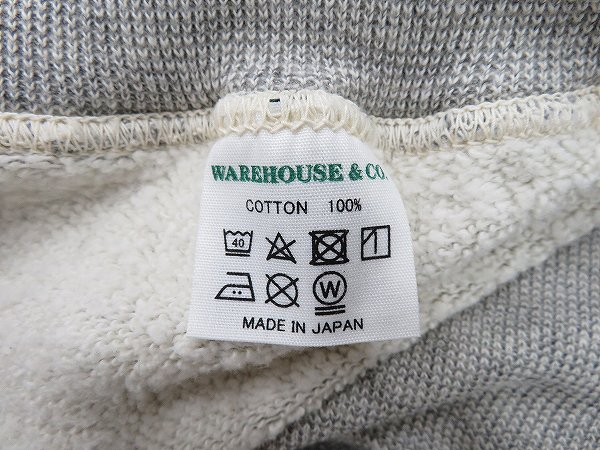 WAREHOUSE & CO.
COTTON 100%
40
W
MADE IN JAPAN